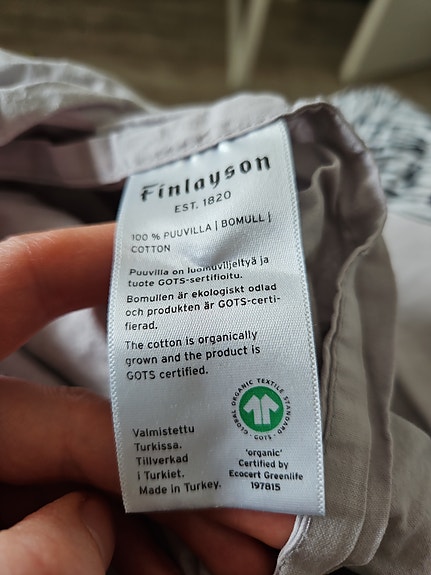 Finlayson
EST. 1820
100 % PUUVILLA | BOMULL |
COTTON
Puuvilla on luomuviljeltyä ja
tuote GOTS-sertifioitu.
Bomullen är ekologiskt odlad
och produkten är GOTS-certi-
fierad.
The cotton is organically
grown and the product is
GOTS certified.
GLOBAL ORGANIC TEXTILE STANDARD
· GOTS ·
Valmistettu
Turkissa.
Tillverkad
i Turkiet.
Made in Turkey.
'organic'
Certified by
Ecocert Greenlife
197815